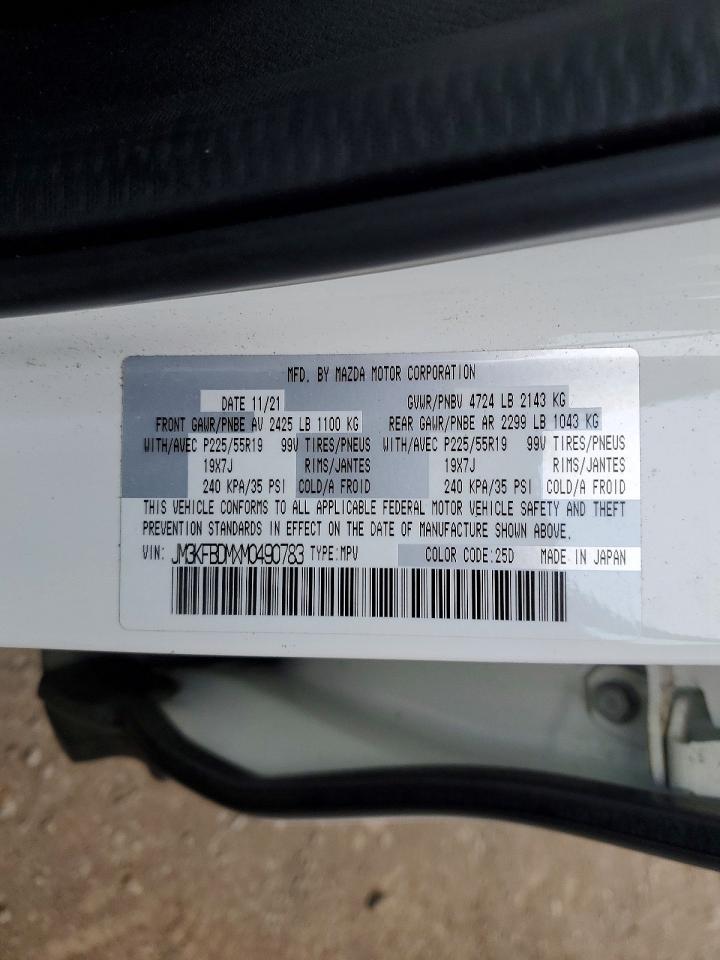 MFD. BY MAZDA MOTOR CORPORATION
DATE 11/21 GVWR/PNBV 4724 LB 2143 KG
FRONT GAWR/PNBE AV 2425 LB 1100 KG REAR GAWR/PNBE AR 2299 LB 1043 KG
WITH/AVEC P225/55R19 99V TIRES/PNEUS WITH/AVEC P225/55R19 99V TIRES/PNEUS
19X7J RIMS/JANTES 19X7J RIMS/JANTES
240 KPA/35 PSI COLD/A FROID 240 KPA/35 PSI COLD/A FROID
THIS VEHICLE CONFORMS TO ALL APPLICABLE FEDERAL MOTOR VEHICLE SAFETY AND THEFT
PREVENTION STANDARDS IN EFFECT ON THE DATE OF MANUFACTURE SHOWN ABOVE.
VIN: JM3KFBDMXM0490783 TYPE:MPV COLOR CODE:25D MADE IN JAPAN